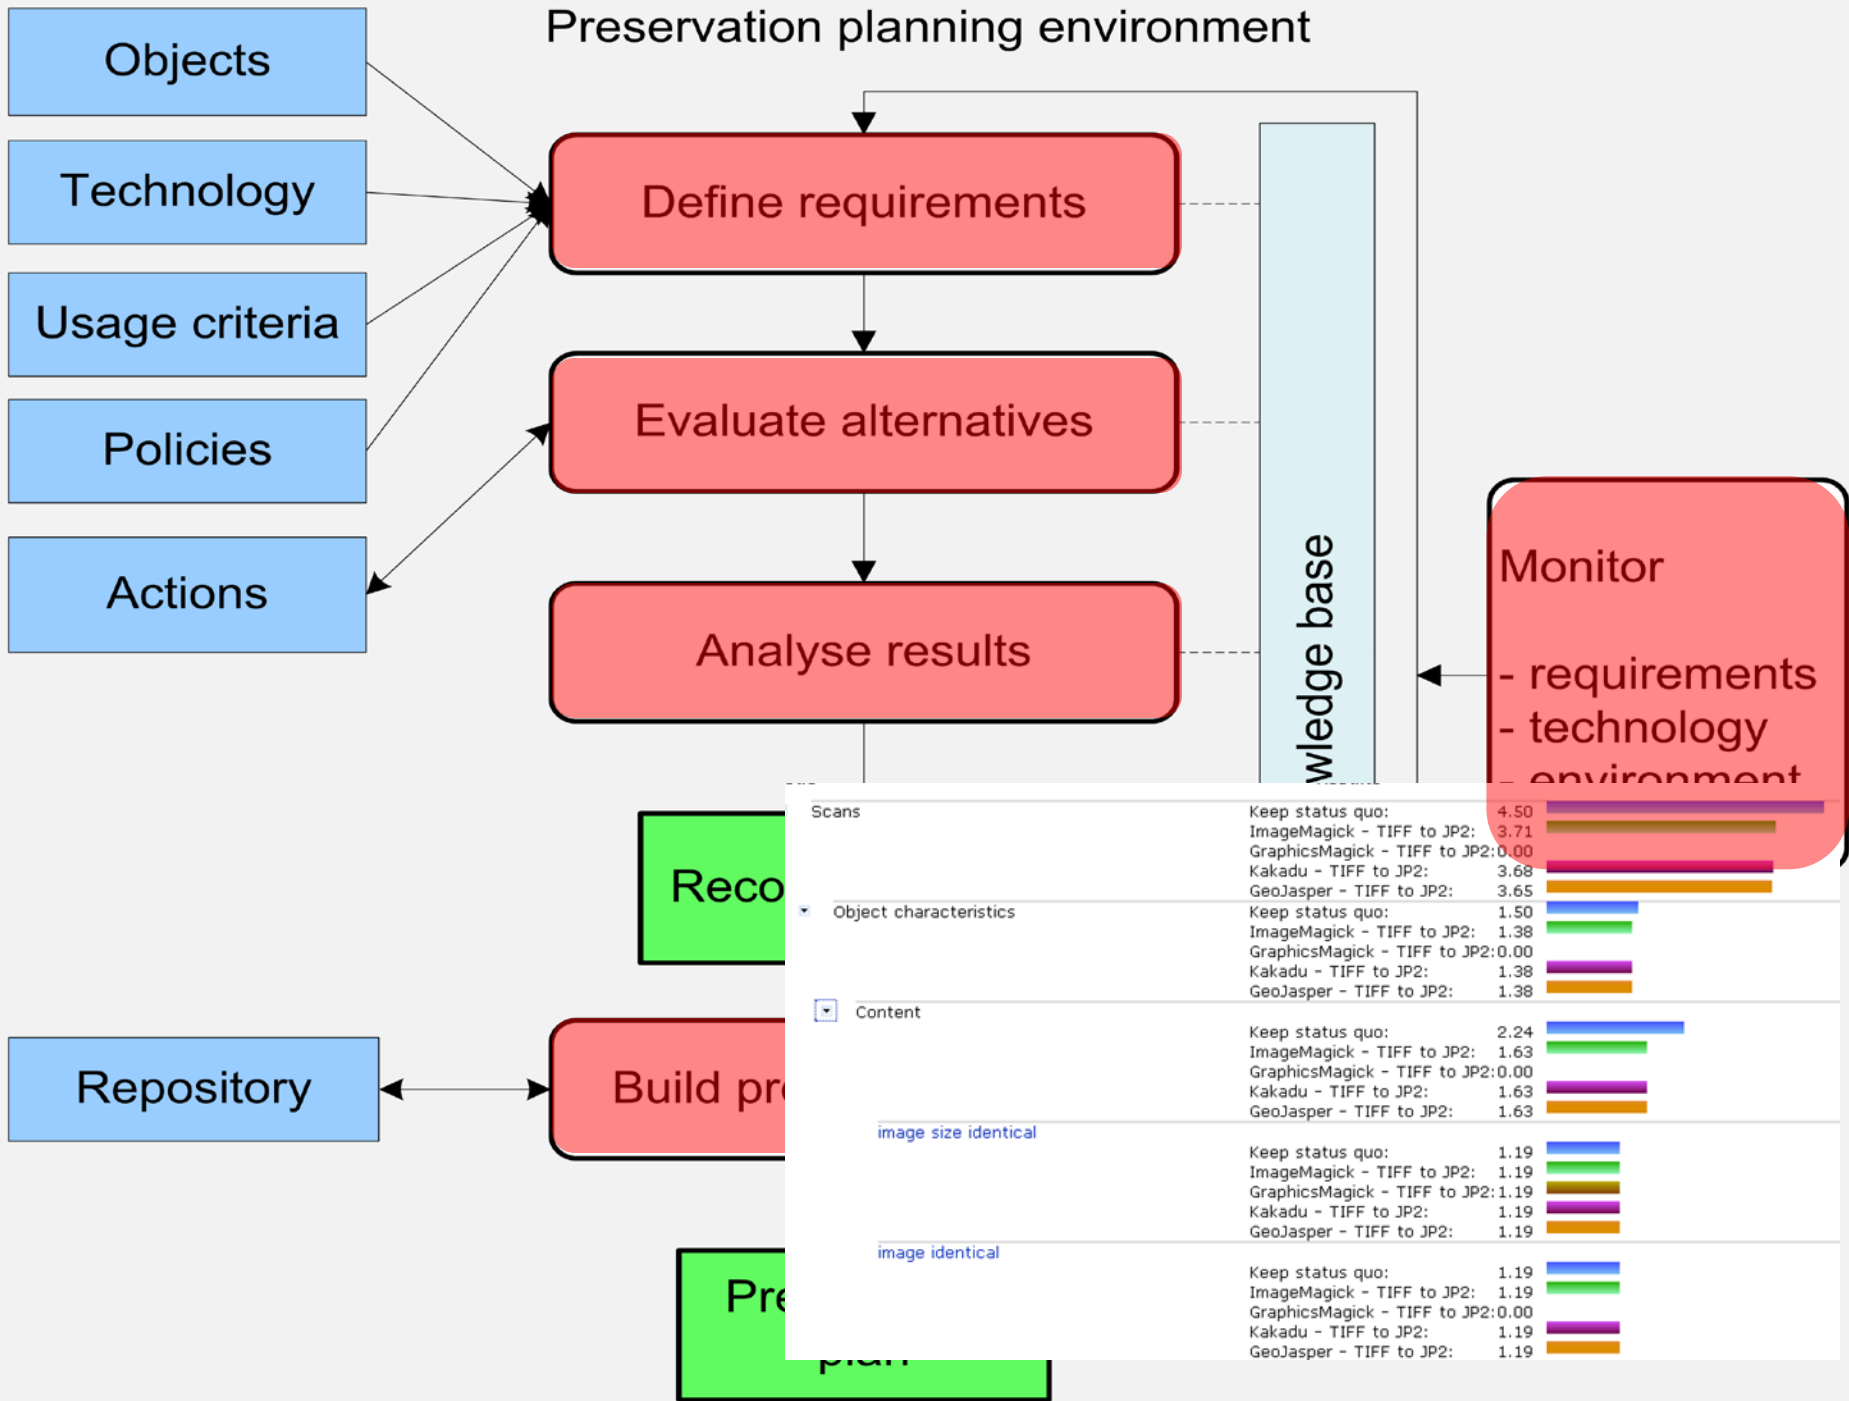 Preservation planning environment
Objects
Technology
Usage criteria
Policies
Actions
Define requirements
Evaluate alternatives
Analyse results
wledge base
Monitor
- requirements
- technology
- environment
Reco
Repository
Build pr
Pre
plan
Scans
Keep status quo: 4.50
ImageMagick - TIFF to JP2: 3.71
GraphicsMagick - TIFF to JP2:0.00
Kakadu - TIFF to JP2: 3.68
GeoJasper - TIFF to JP2: 3.65
Object characteristics
Keep status quo: 1.50
ImageMagick - TIFF to JP2: 1.38
GraphicsMagick - TIFF to JP2:0.00
Kakadu - TIFF to JP2: 1.38
GeoJasper - TIFF to JP2: 1.38
Content
Keep status quo: 2.24
ImageMagick - TIFF to JP2: 1.63
GraphicsMagick - TIFF to JP2:0.00
Kakadu - TIFF to JP2: 1.63
GeoJasper - TIFF to JP2: 1.63
image size identical
Keep status quo: 1.19
ImageMagick - TIFF to JP2: 1.19
GraphicsMagick - TIFF to JP2:1.19
Kakadu - TIFF to JP2: 1.19
GeoJasper - TIFF to JP2: 1.19
image identical
Keep status quo: 1.19
ImageMagick - TIFF to JP2: 1.19
GraphicsMagick - TIFF to JP2:0.00
Kakadu - TIFF to JP2: 1.19
GeoJasper - TIFF to JP2: 1.19